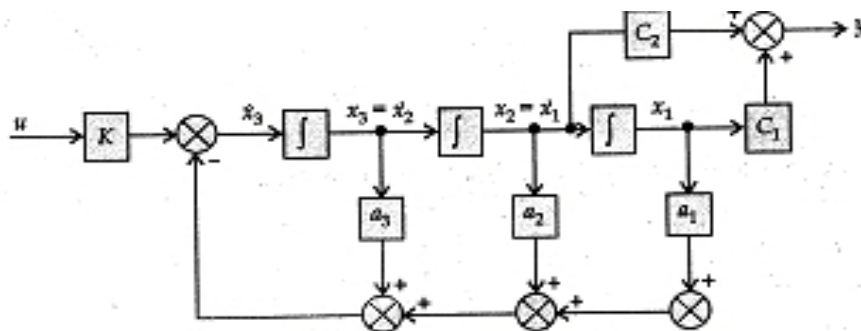 C₂
+
+
u
K
ẋ₃
∫
x₃ = ẋ₂
∫
x₂ = ẋ₁
∫
x₁
C₁
−
a₃
a₂
a₁
+
+
+
+
+